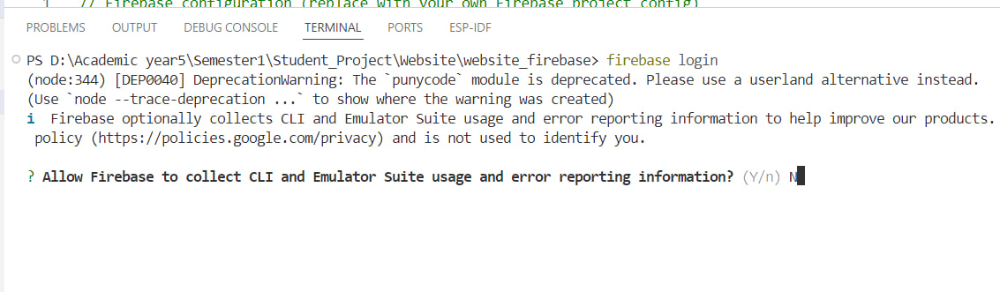 1 // Firebase configuration (replace with your own Firebase project config)
PROBLEMS OUTPUT DEBUG CONSOLE TERMINAL PORTS ESP-IDF
PS D:\Academic year5\Semester1\Student_Project\Website\website_firebase> firebase login
(node:344) [DEP0040] DeprecationWarning: The `punycode` module is deprecated. Please use a userland alternative instead.
(Use `node --trace-deprecation ...` to show where the warning was created)
i Firebase optionally collects CLI and Emulator Suite usage and error reporting information to help improve our products.
policy (https://policies.google.com/privacy) and is not used to identify you.
? Allow Firebase to collect CLI and Emulator Suite usage and error reporting information? (Y/n) N